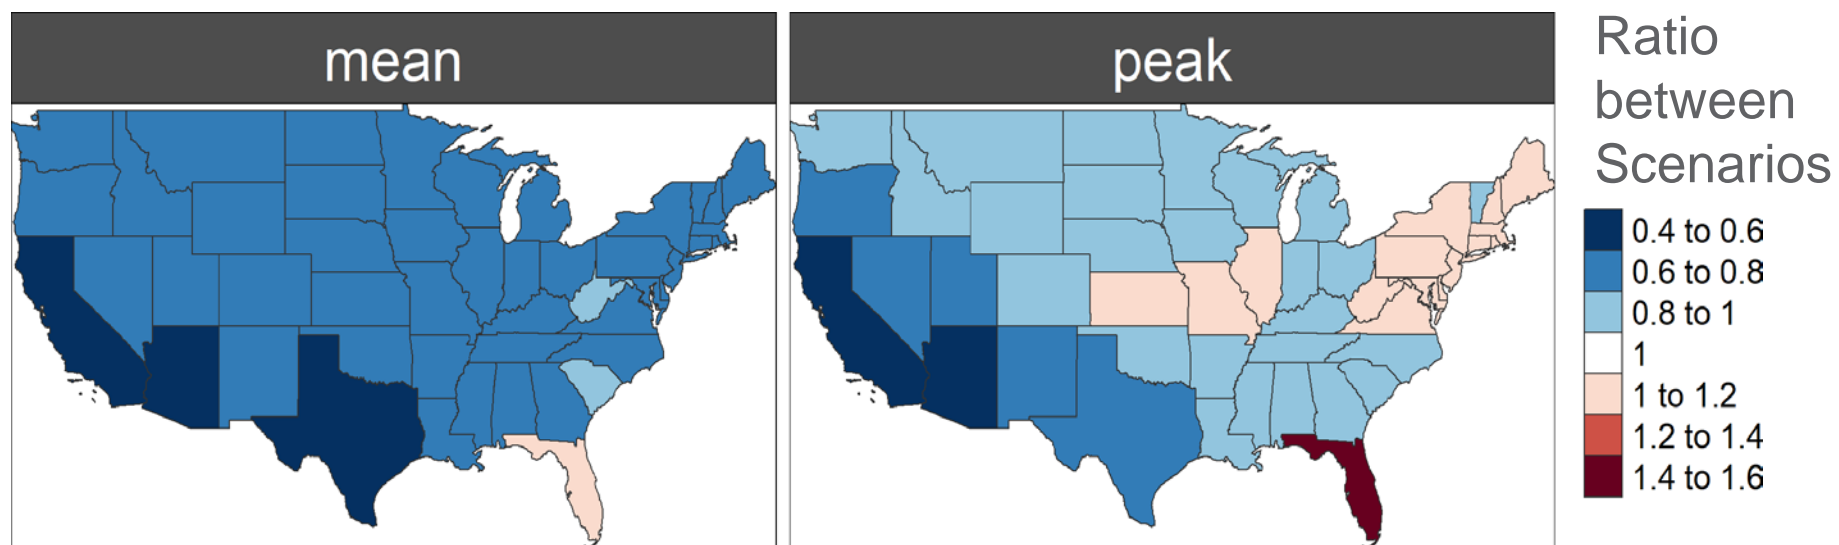 mean
peak
Ratio
between
Scenarios
0.4 to 0.6
0.6 to 0.8
0.8 to 1
1
1 to 1.2
1.2 to 1.4
1.4 to 1.6